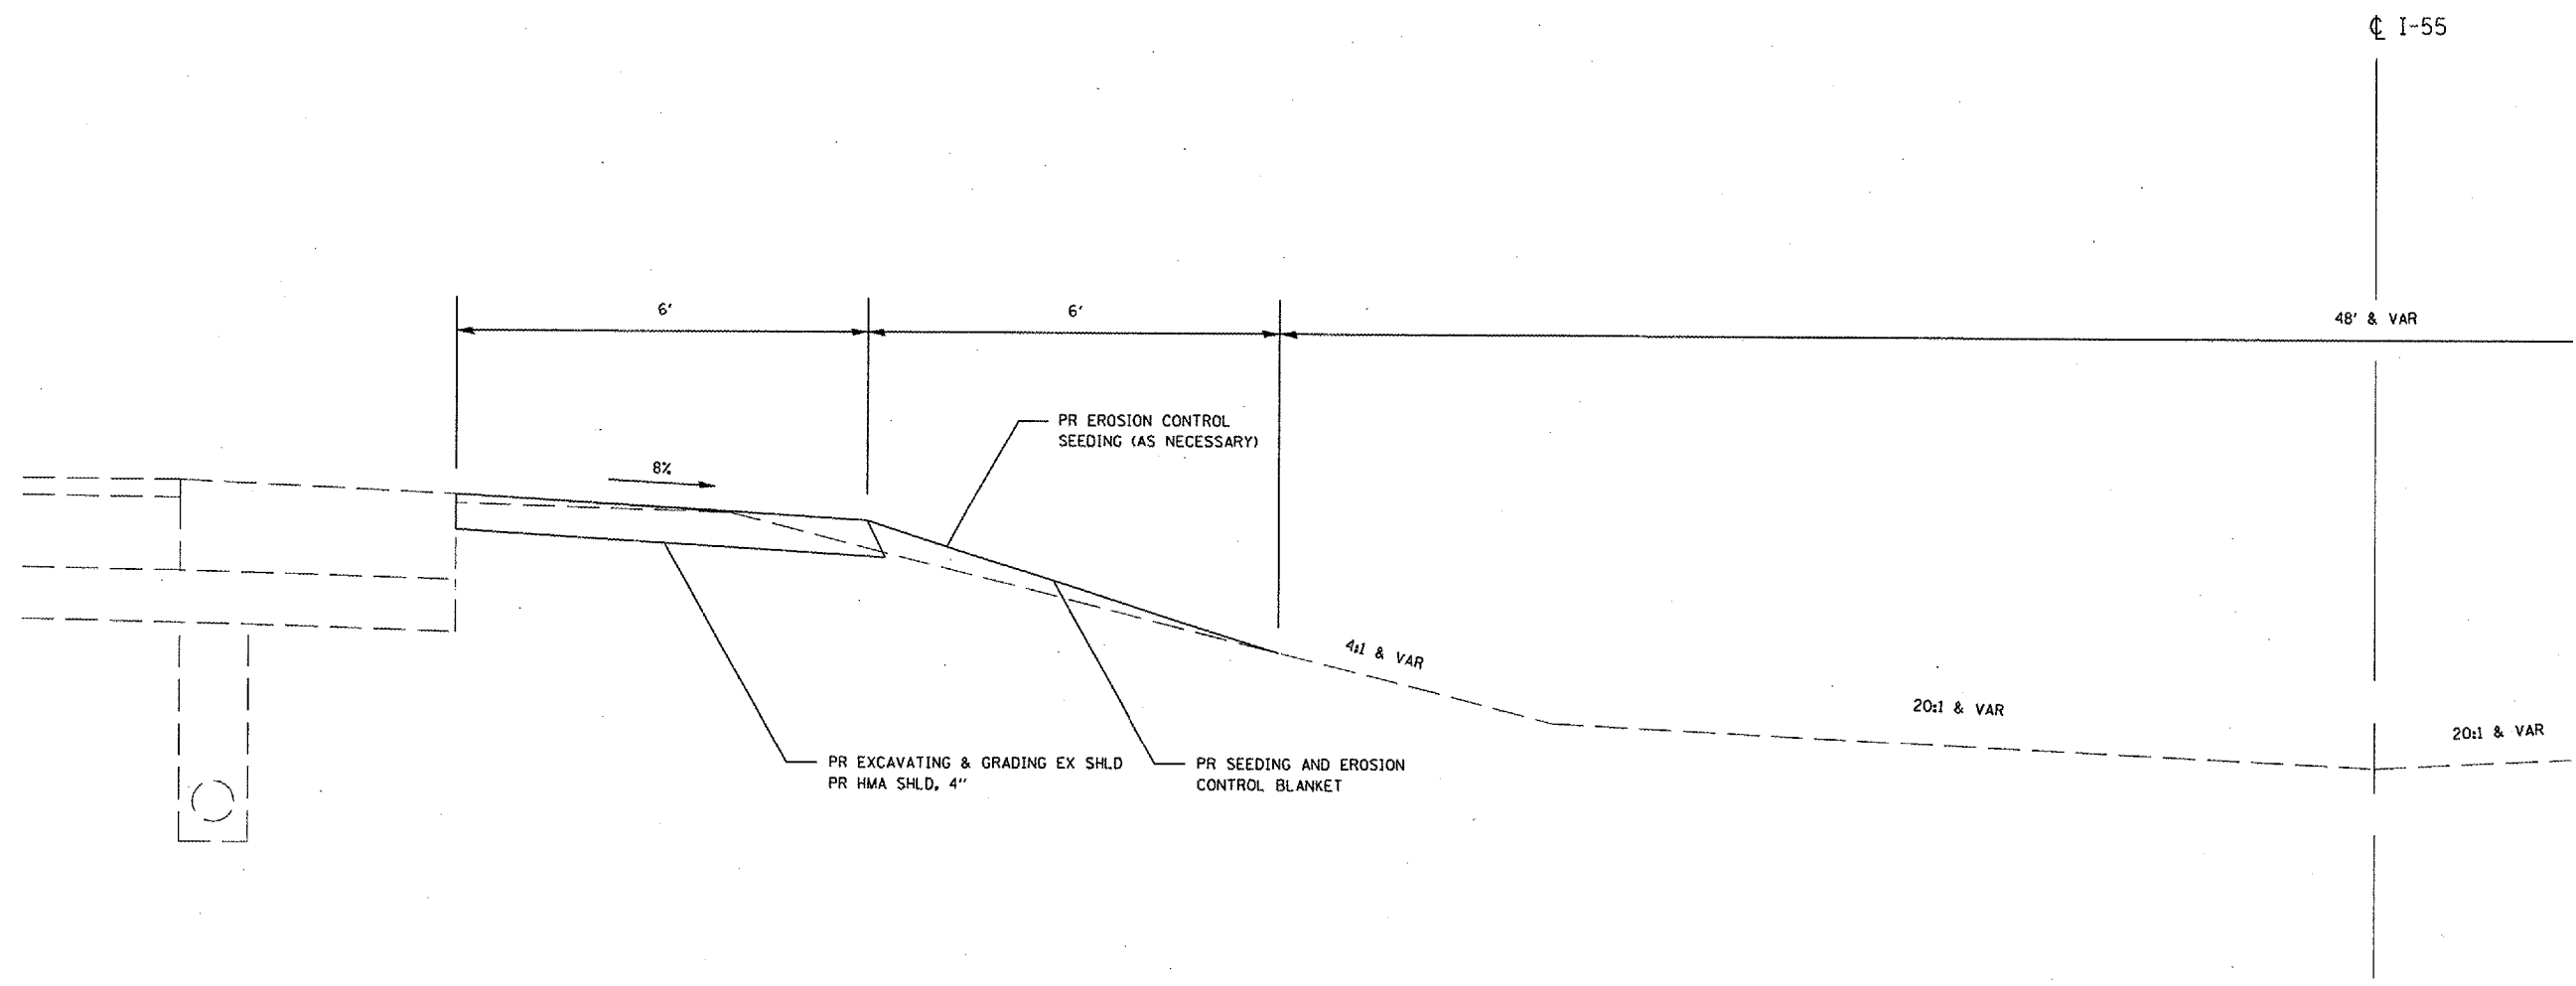 ℄ I-55
6'
6'
48' & VAR
PR EROSION CONTROL
SEEDING (AS NECESSARY)
8%
4:1 & VAR
20:1 & VAR
20:1 & VAR
PR EXCAVATING & GRADING EX SHLD
PR HMA SHLD, 4"
PR SEEDING AND EROSION
CONTROL BLANKET